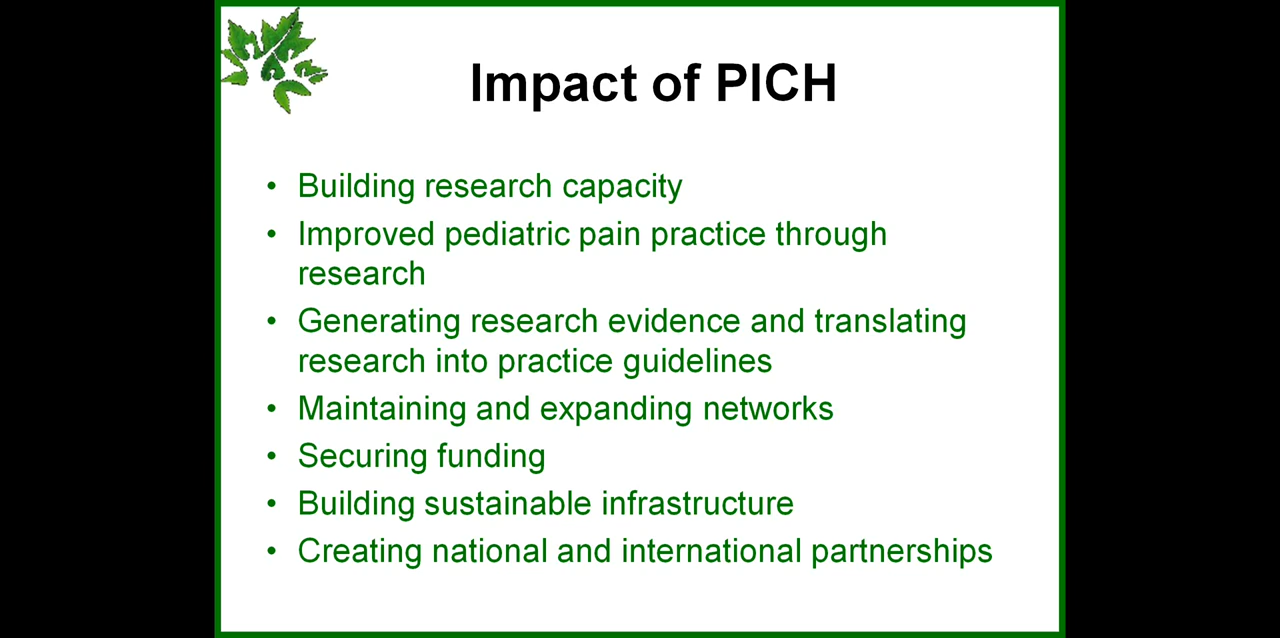 Impact of PICH
• Building research capacity
• Improved pediatric pain practice through
research
• Generating research evidence and translating
research into practice guidelines
• Maintaining and expanding networks
• Securing funding
• Building sustainable infrastructure
• Creating national and international partnerships